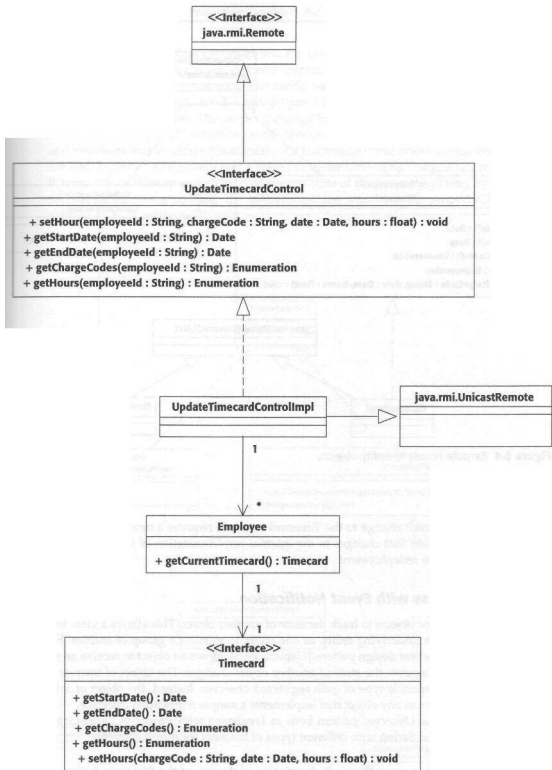 <<Interface>>
java.rmi.Remote
<<Interface>>
UpdateTimecardControl
+ setHour(employeeId : String, chargeCode : String, date : Date, hours : float) : void
+ getStartDate(employeeId : String) : Date
+ getEndDate(employeeId : String) : Date
+ getChargeCodes(employeeId : String) : Enumeration
+ getHours(employeeId : String) : Enumeration
UpdateTimecardControlImpl
java.rmi.UnicastRemote
1
*
Employee
+ getCurrentTimecard() : Timecard
1
1
<<Interface>>
Timecard
+ getStartDate() : Date
+ getEndDate() : Date
+ getChargeCodes() : Enumeration
+ getHours() : Enumeration
+ setHours(chargeCode : String, date : Date, hours : float) : void